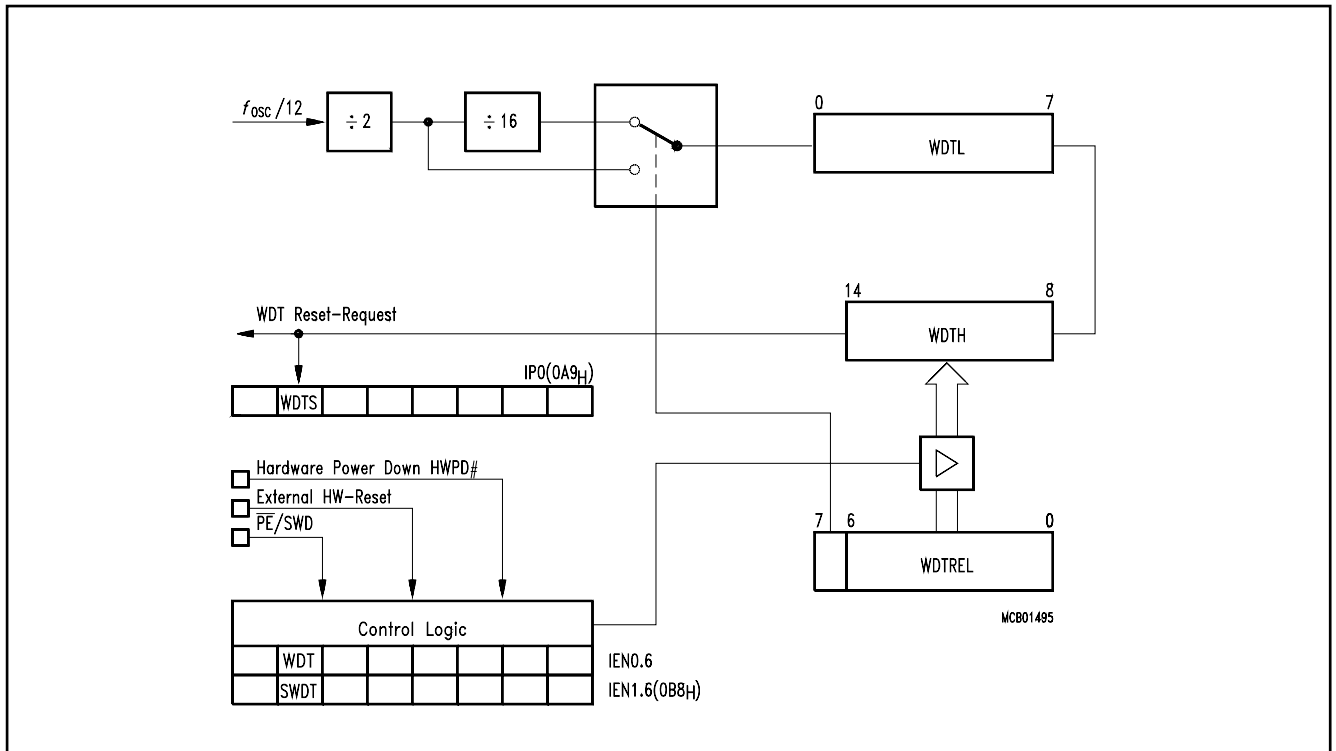 fosc/12
÷2
÷16
0 7
WDTL
14 8
WDTH
WDT Reset-Request
IP0(0A9H)
WDTS
Hardware Power Down HWPD#
External HW-Reset
PE/SWD
7 6 0
WDTREL
MCB01495
Control Logic
WDT IEN0.6
SWDT IEN1.6(0B8H)